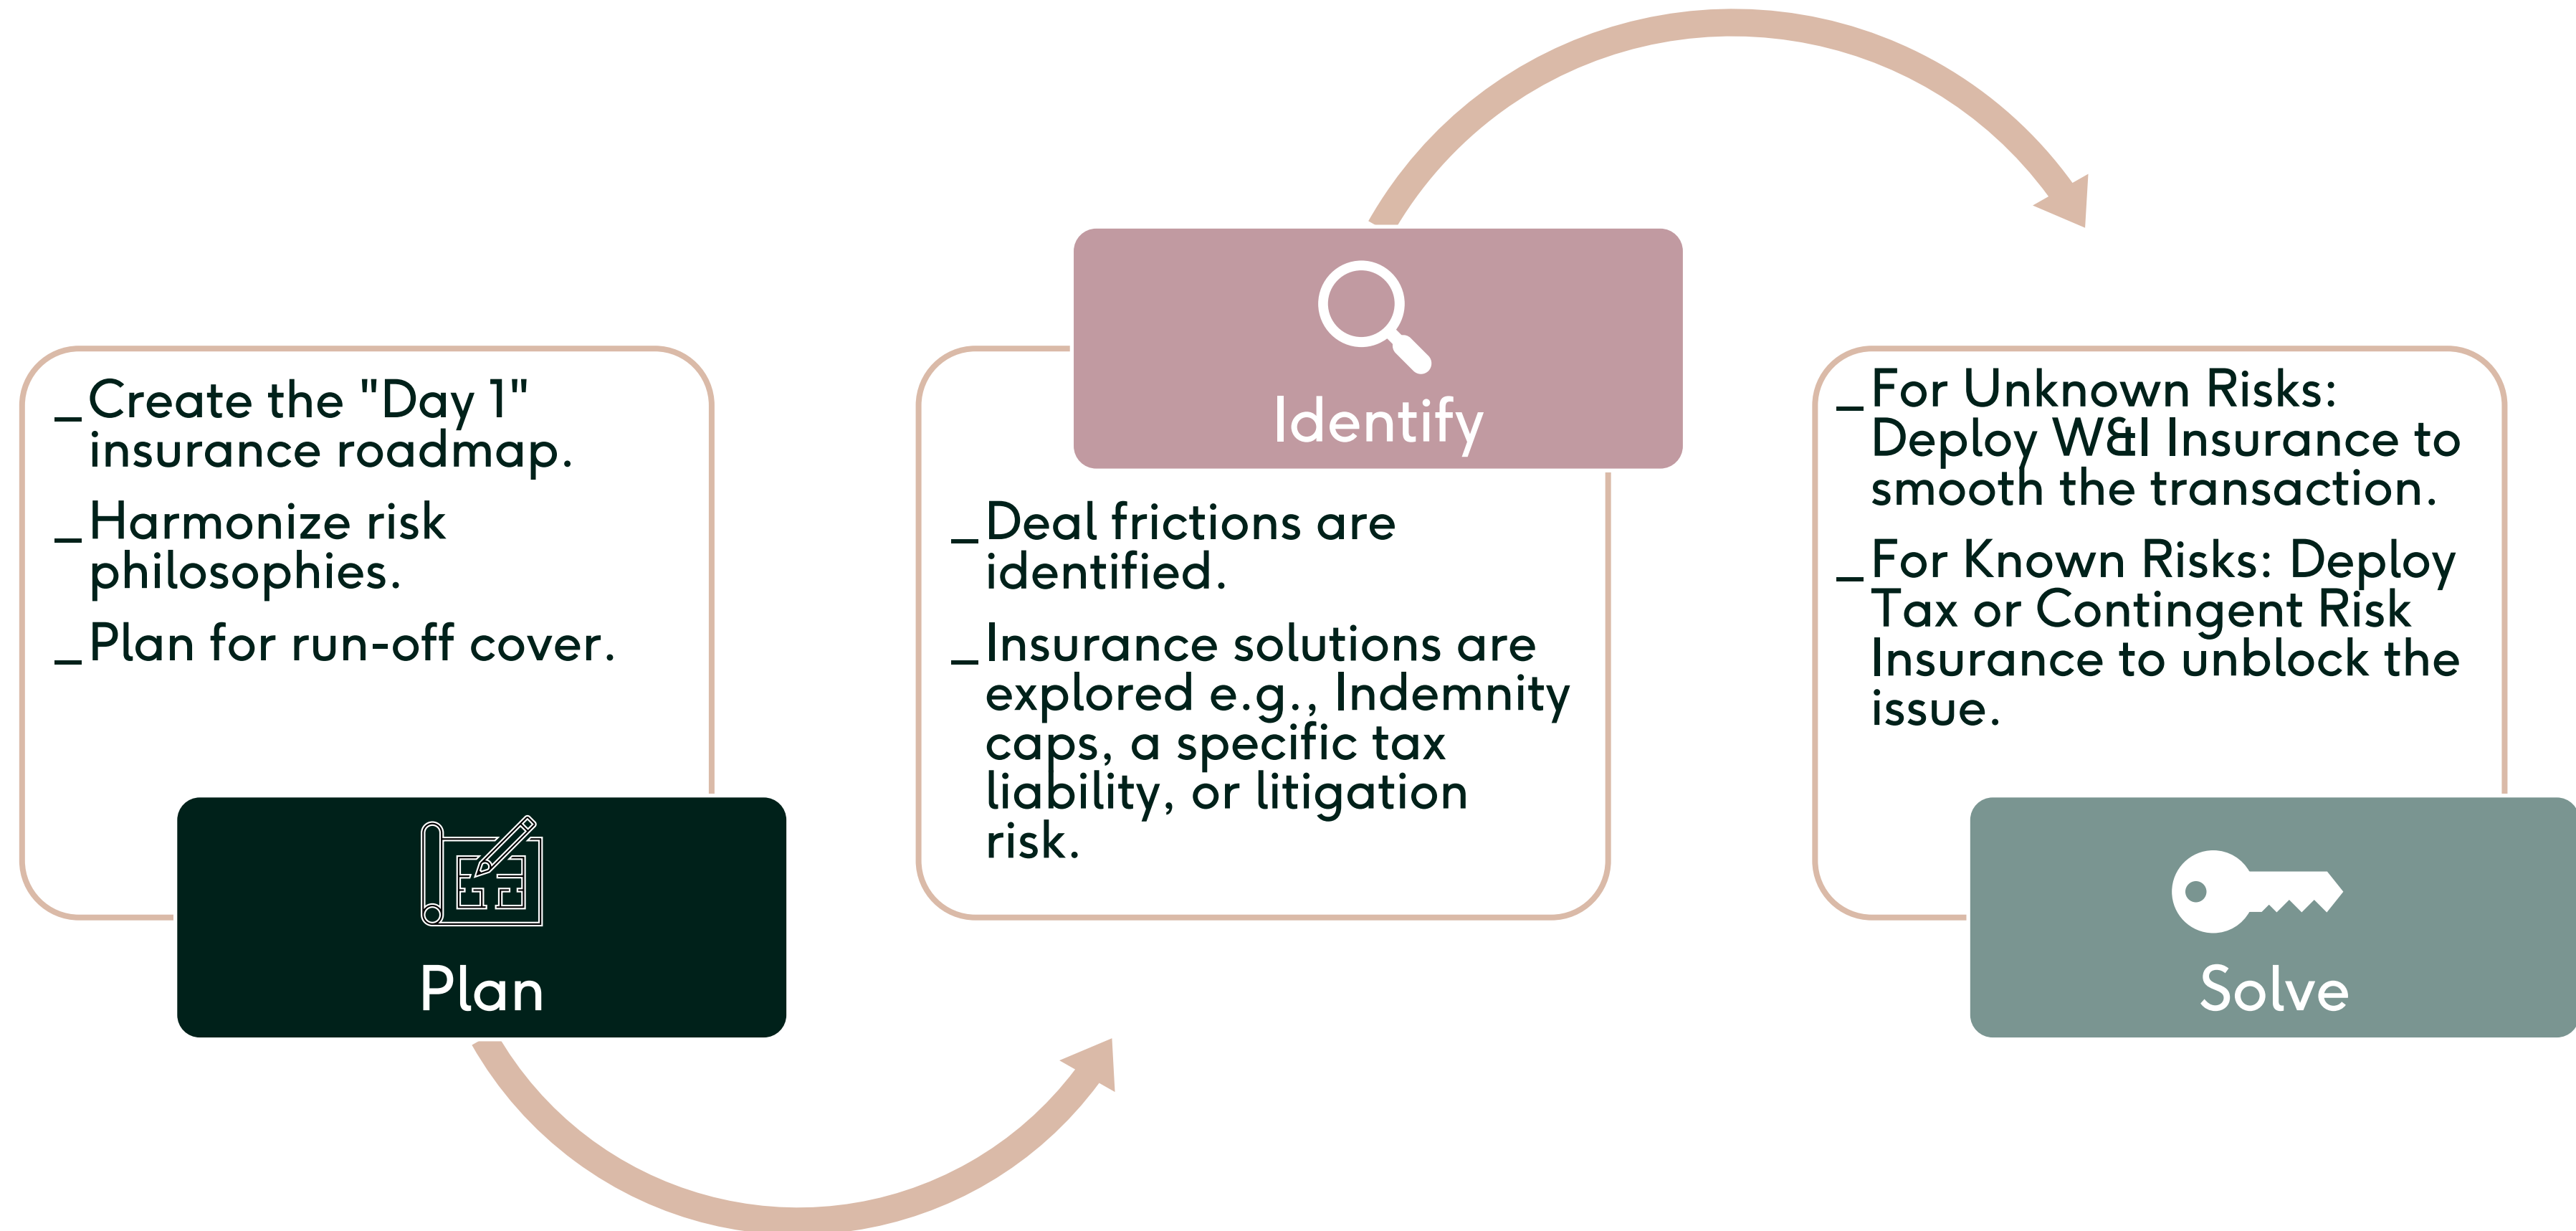 _Create the "Day 1"
insurance roadmap.
_Harmonize risk
philosophies.
_Plan for run-off cover.
Plan
Identify
_Deal frictions are
identified.
_Insurance solutions are
explored e.g., Indemnity
caps, a specific tax
liability, or litigation
risk.
_For Unknown Risks:
Deploy W&I Insurance to
smooth the transaction.
_For Known Risks: Deploy
Tax or Contingent Risk
Insurance to unblock the
issue.
Solve